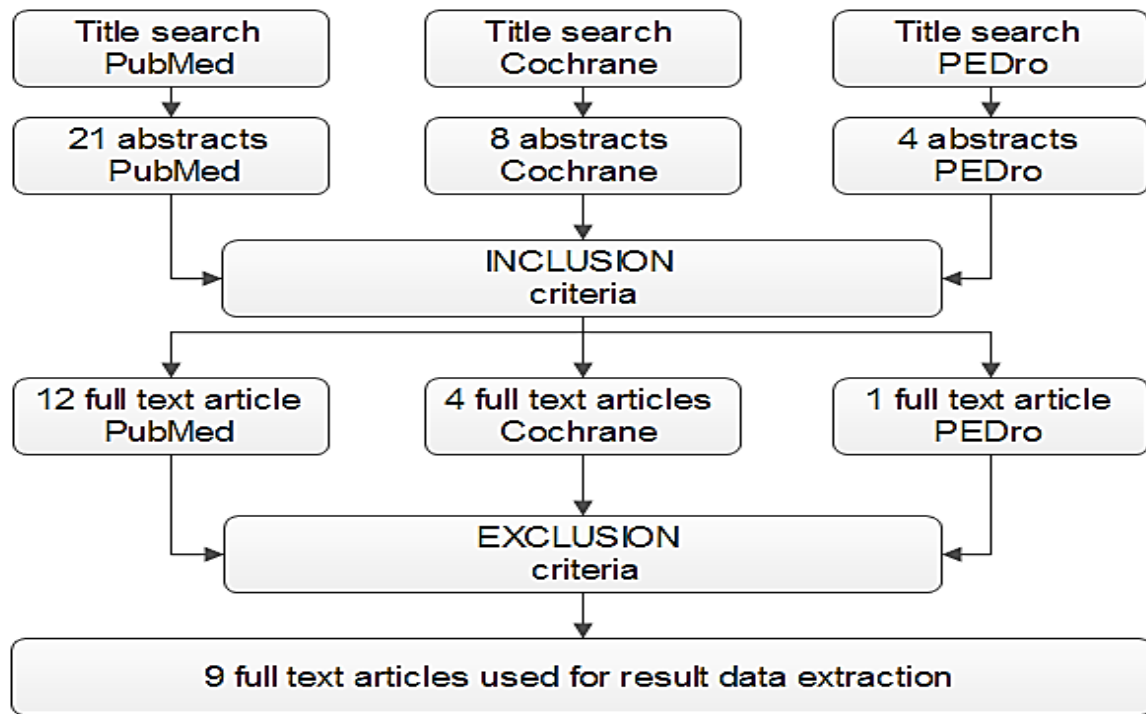 Title search
PubMed
Title search
Cochrane
Title search
PEDro
21 abstracts
PubMed
8 abstracts
Cochrane
4 abstracts
PEDro
INCLUSION
criteria
12 full text article
PubMed
4 full text articles
Cochrane
1 full text article
PEDro
EXCLUSION
criteria
9 full text articles used for result data extraction